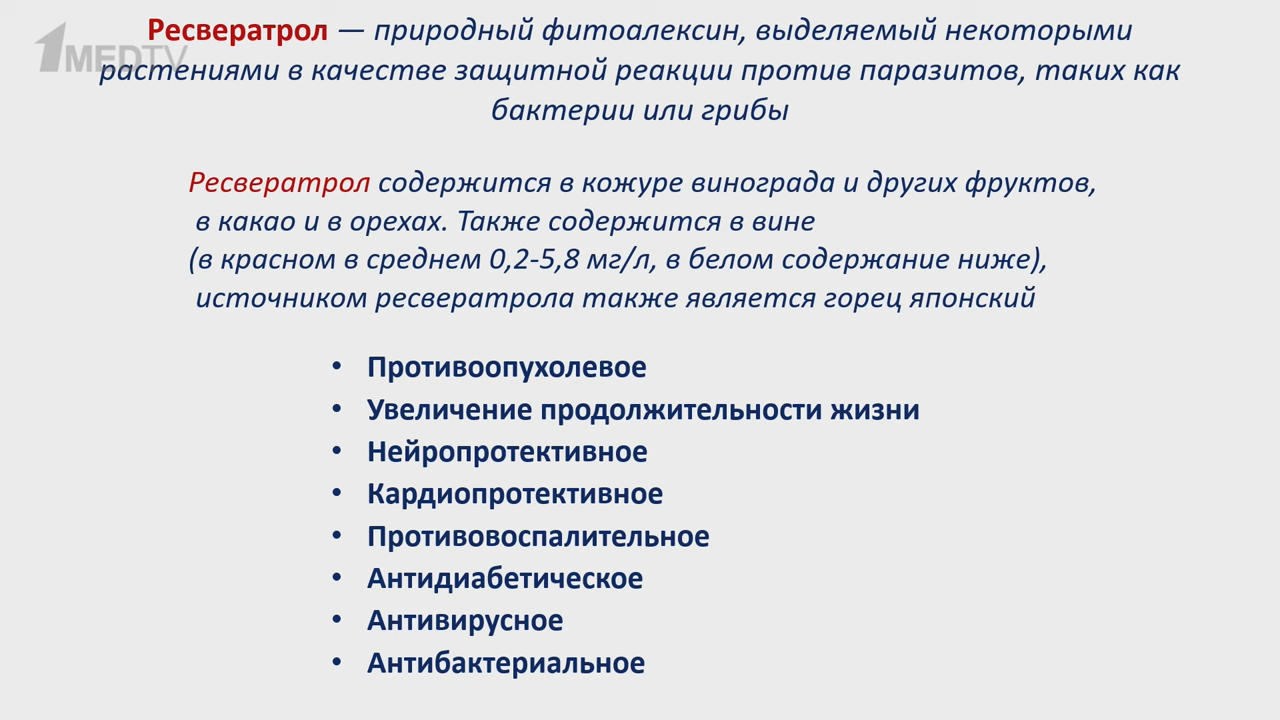 Ресвератрол — природный фитоалексин, выделяемый некоторыми
1MEDTV
растениями в качестве защитной реакции против паразитов, таких как
бактерии или грибы
Ресвератрол содержится в кожуре винограда и других фруктов,
в какао и в орехах. Также содержится в вине
(в красном в среднем 0,2-5,8 мг/л, в белом содержание ниже),
источником ресвератрола также является горец японский
• Противоопухолевое
• Увеличение продолжительности жизни
• Нейропротективное
• Кардиопротективное
• Противовоспалительное
• Антидиабетическое
• Антивирусное
• Антибактериальное